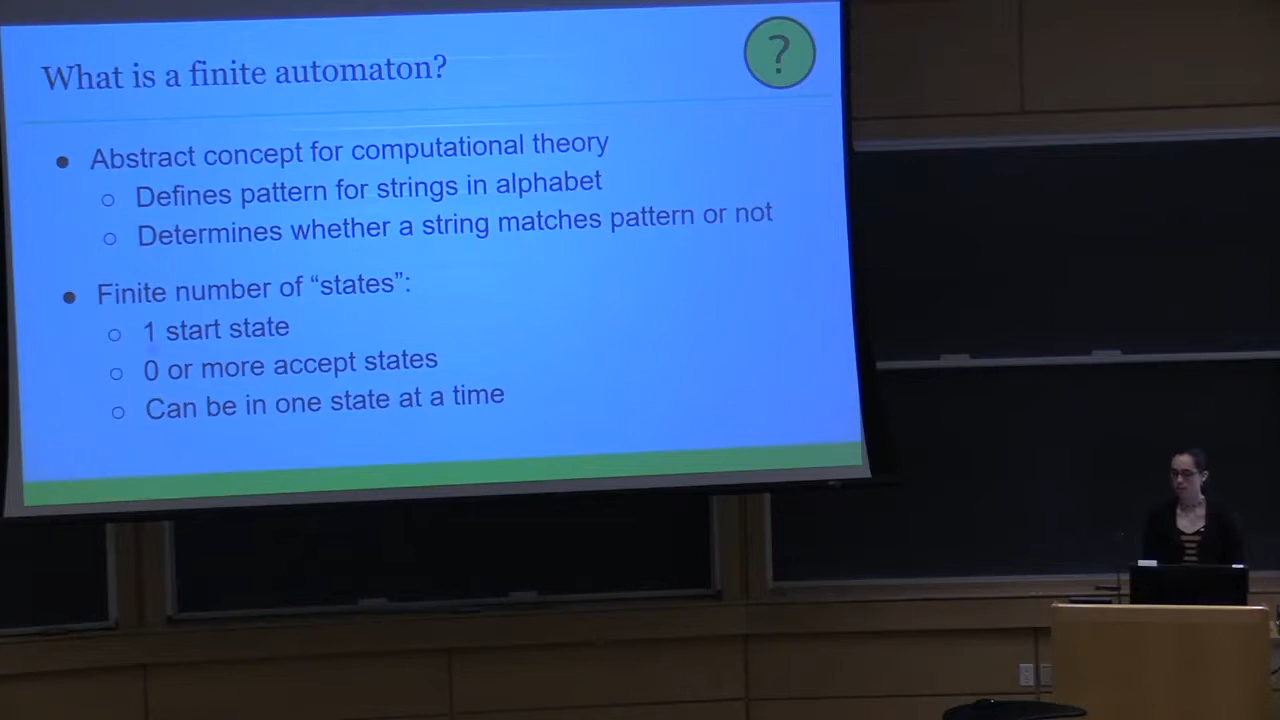 What is a finite automaton?
?
● Abstract concept for computational theory
○ Defines pattern for strings in alphabet
○ Determines whether a string matches pattern or not
● Finite number of “states”:
○ 1 start state
○ 0 or more accept states
○ Can be in one state at a time